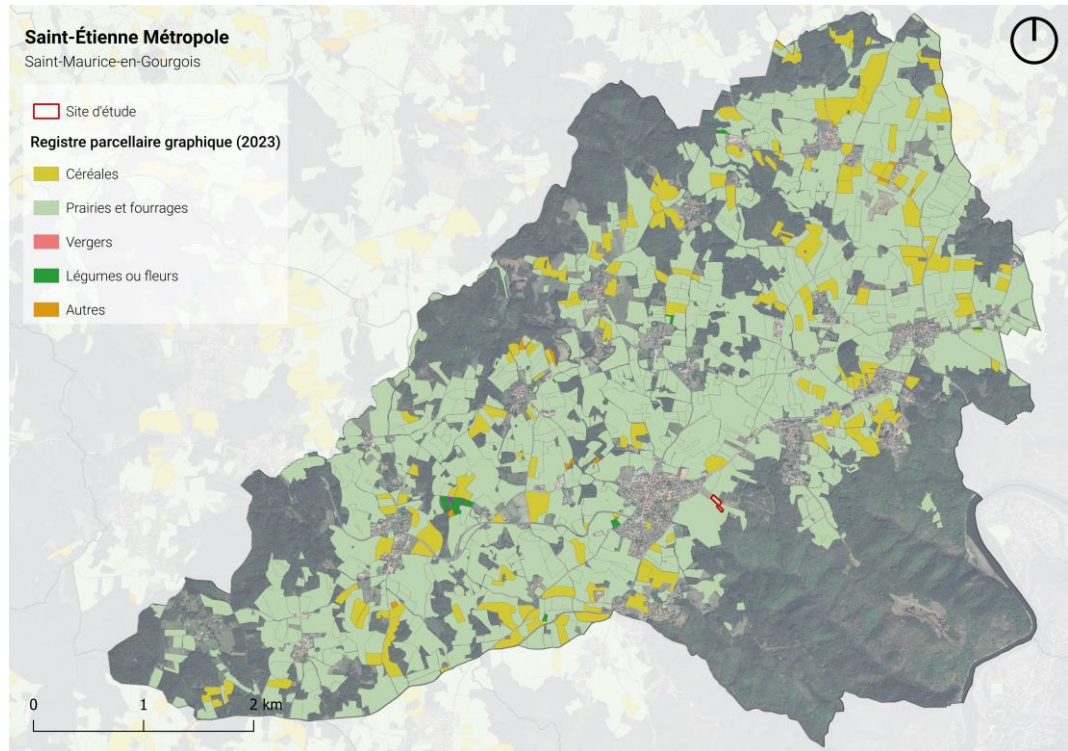 Saint-Étienne Métropole
Saint-Maurice-en-Gourgois
Site d'étude
Registre parcellaire graphique (2023)
Céréales
Prairies et fourrages
Vergers
Légumes ou fleurs
Autres
0 1 2 km